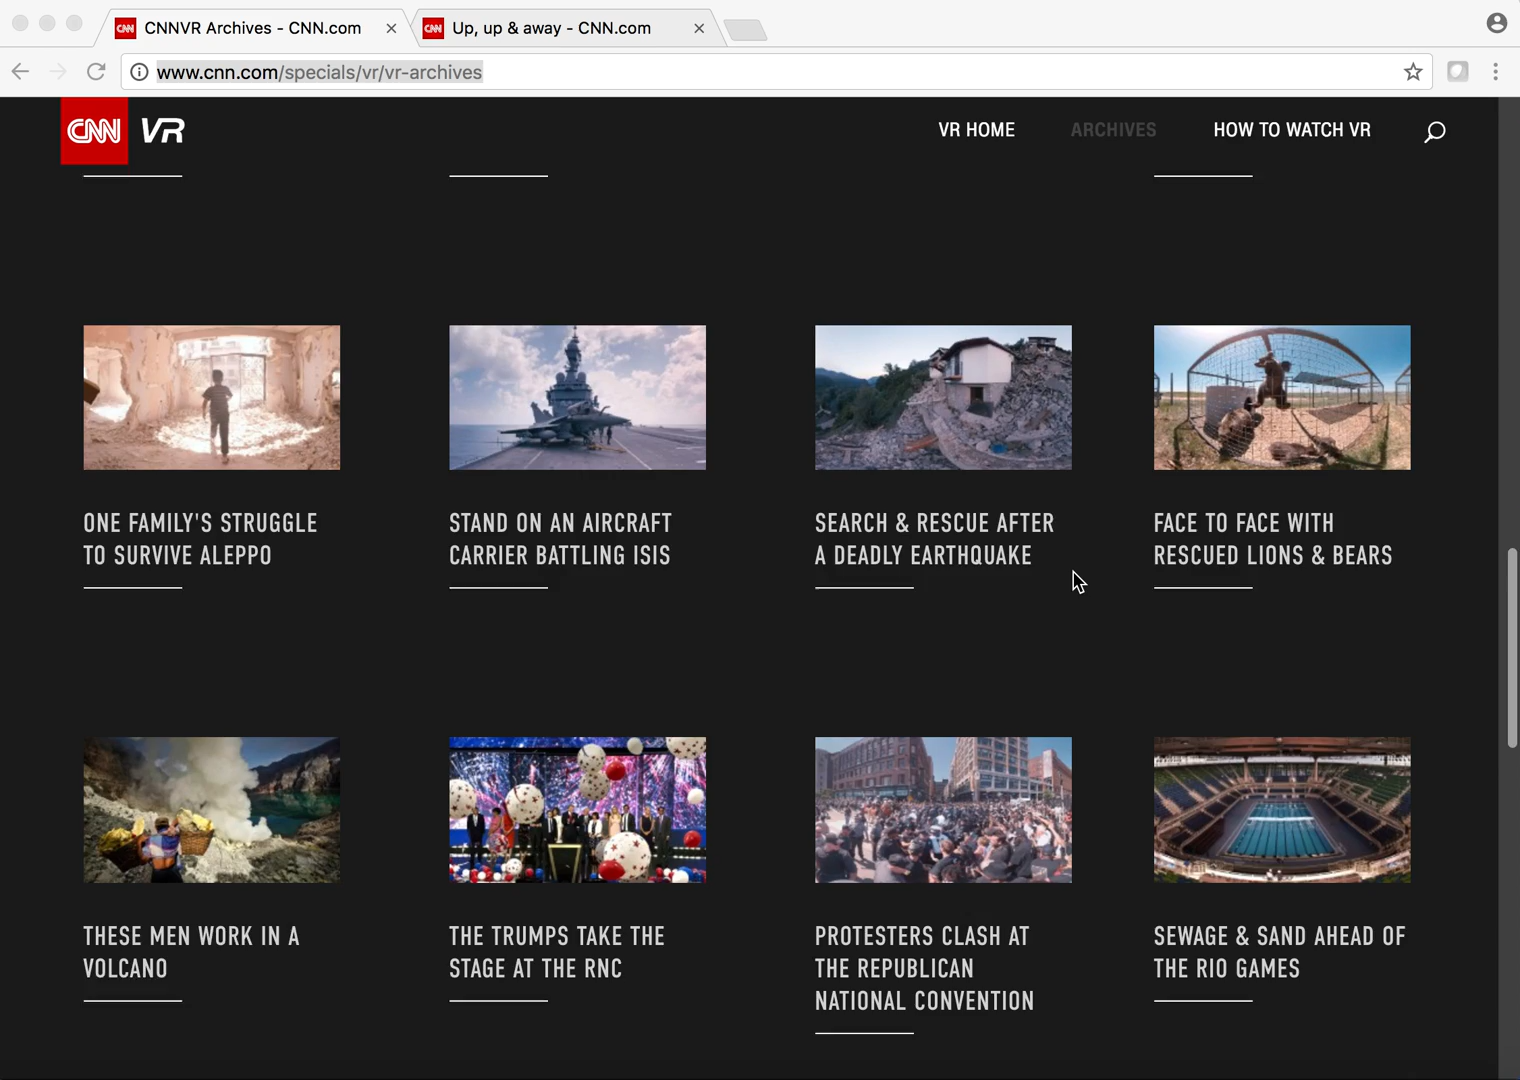 CNNVR Archives - CNN.com
Up, up & away - CNN.com
www.cnn.com/specials/vr/vr-archives
CNN VR
VR HOME
ARCHIVES
HOW TO WATCH VR
ONE FAMILY'S STRUGGLE
TO SURVIVE ALEPPO
STAND ON AN AIRCRAFT
CARRIER BATTLING ISIS
SEARCH & RESCUE AFTER
A DEADLY EARTHQUAKE
FACE TO FACE WITH
RESCUED LIONS & BEARS
THESE MEN WORK IN A
VOLCANO
THE TRUMPS TAKE THE
STAGE AT THE RNC
PROTESTERS CLASH AT
THE REPUBLICAN
NATIONAL CONVENTION
SEWAGE & SAND AHEAD OF
THE RIO GAMES